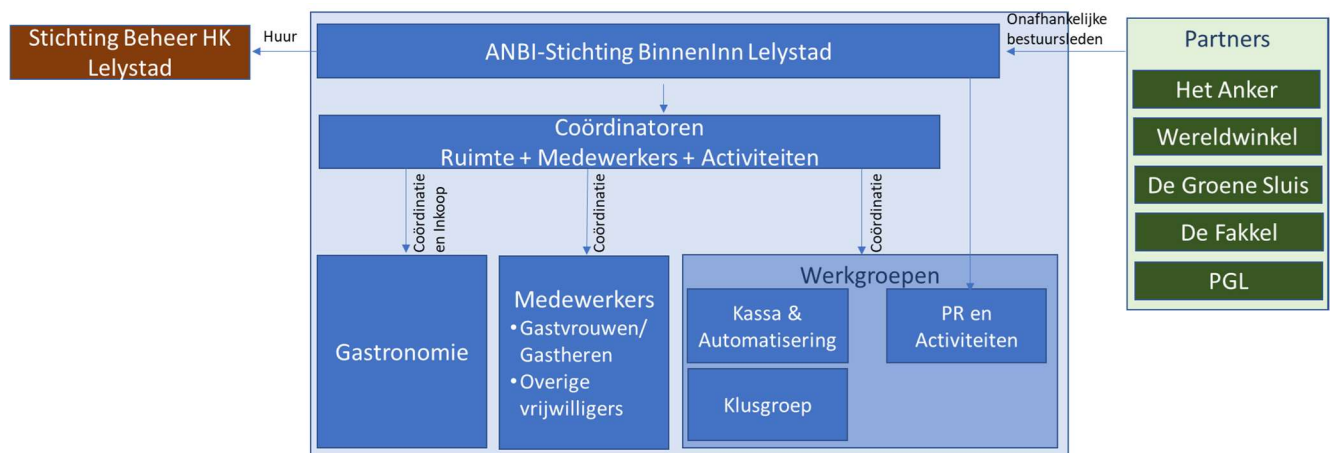 Stichting Beheer HK
Lelystad
Huur
ANBI-Stichting BinnenInn Lelystad
Onafhankelijke
bestuursleden
Partners
Het Anker
Wereldwinkel
De Groene Sluis
De Fakkel
PGL
Coördinatoren
Ruimte + Medewerkers + Activiteiten
Coördinatie
en Inkoop
Coördinatie
Coördinatie
Gastronomie
Medewerkers
•Gastvrouwen/
Gastheren
•Overige
vrijwilligers
Werkgroepen
Kassa &
Automatisering
PR en
Activiteiten
Klusgroep